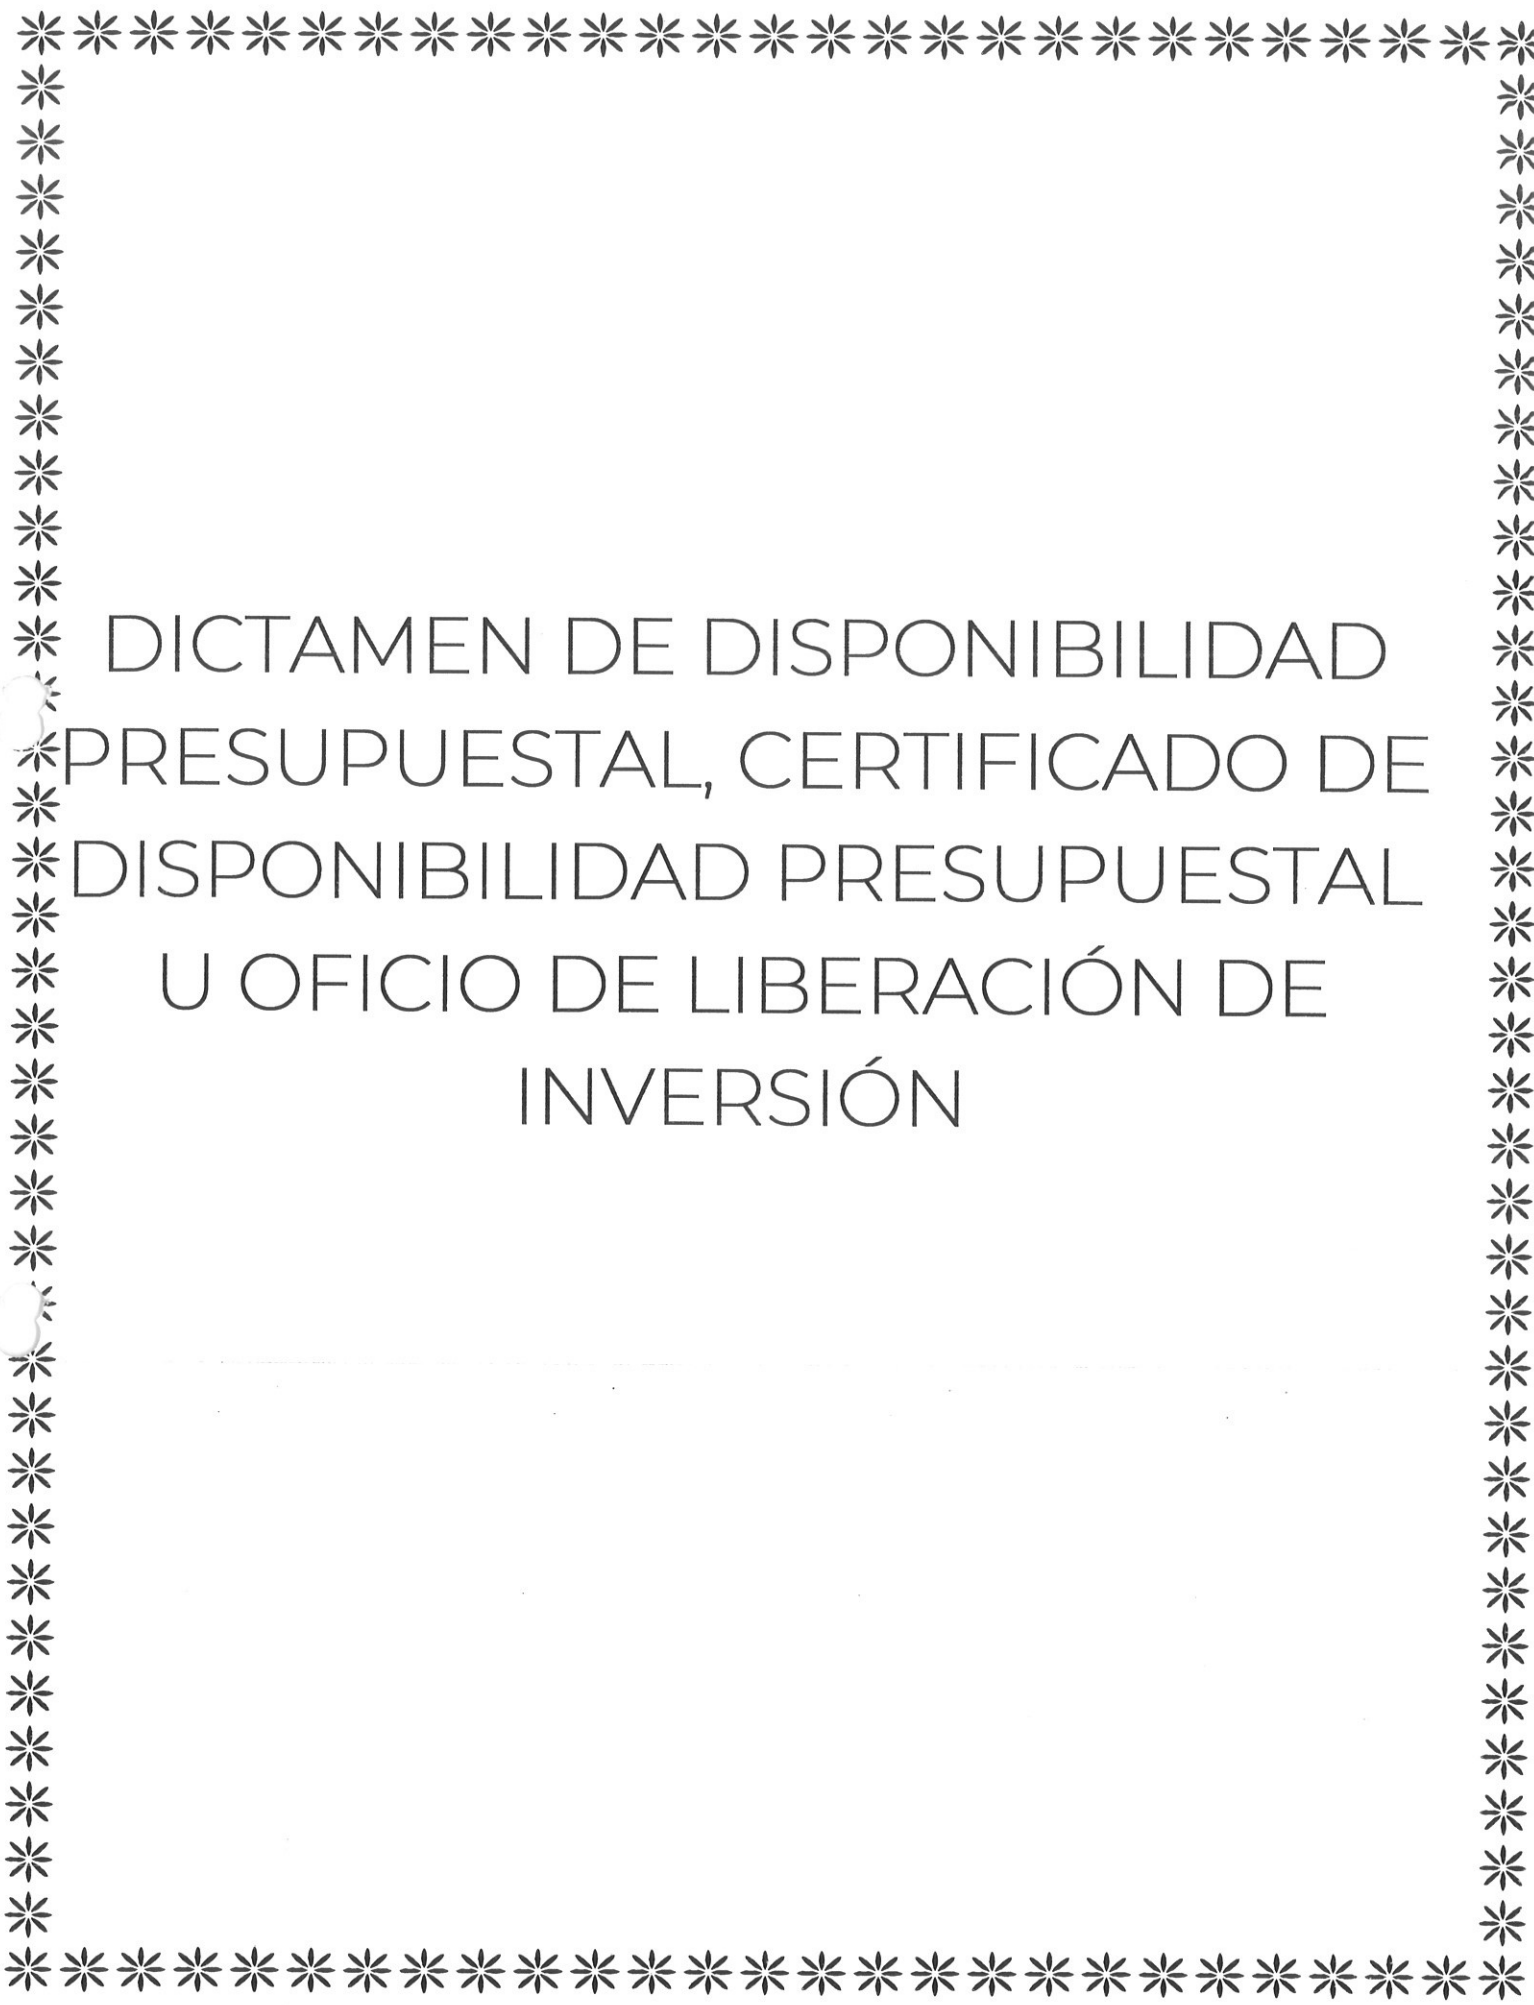 DICTAMEN DE DISPONIBILIDAD
PRESUPUESTAL, CERTIFICADO DE
DISPONIBILIDAD PRESUPUESTAL
U OFICIO DE LIBERACIÓN DE
INVERSIÓN